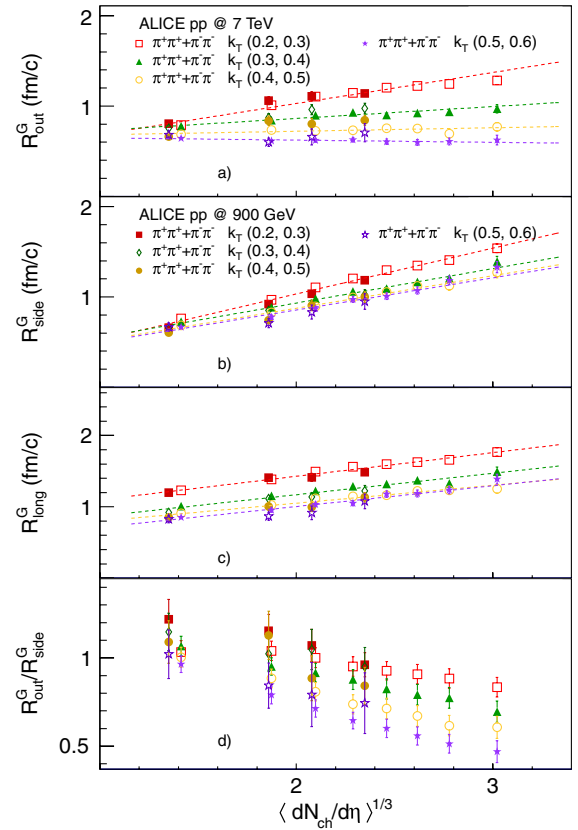 ALICE pp @ 7 TeV
π⁺π⁺+π⁻π⁻ k_T (0.2, 0.3)
π⁺π⁺+π⁻π⁻ k_T (0.3, 0.4)
π⁺π⁺+π⁻π⁻ k_T (0.4, 0.5)
π⁺π⁺+π⁻π⁻ k_T (0.5, 0.6)
R^G_out (fm/c)
2
1
a)
ALICE pp @ 900 GeV
π⁺π⁺+π⁻π⁻ k_T (0.2, 0.3)
π⁺π⁺+π⁻π⁻ k_T (0.3, 0.4)
π⁺π⁺+π⁻π⁻ k_T (0.4, 0.5)
π⁺π⁺+π⁻π⁻ k_T (0.5, 0.6)
R^G_side (fm/c)
2
1
b)
R^G_long (fm/c)
2
1
c)
R^G_out/R^G_side
1
0.5
d)
2 3
⟨ dN_ch/dη ⟩^1/3